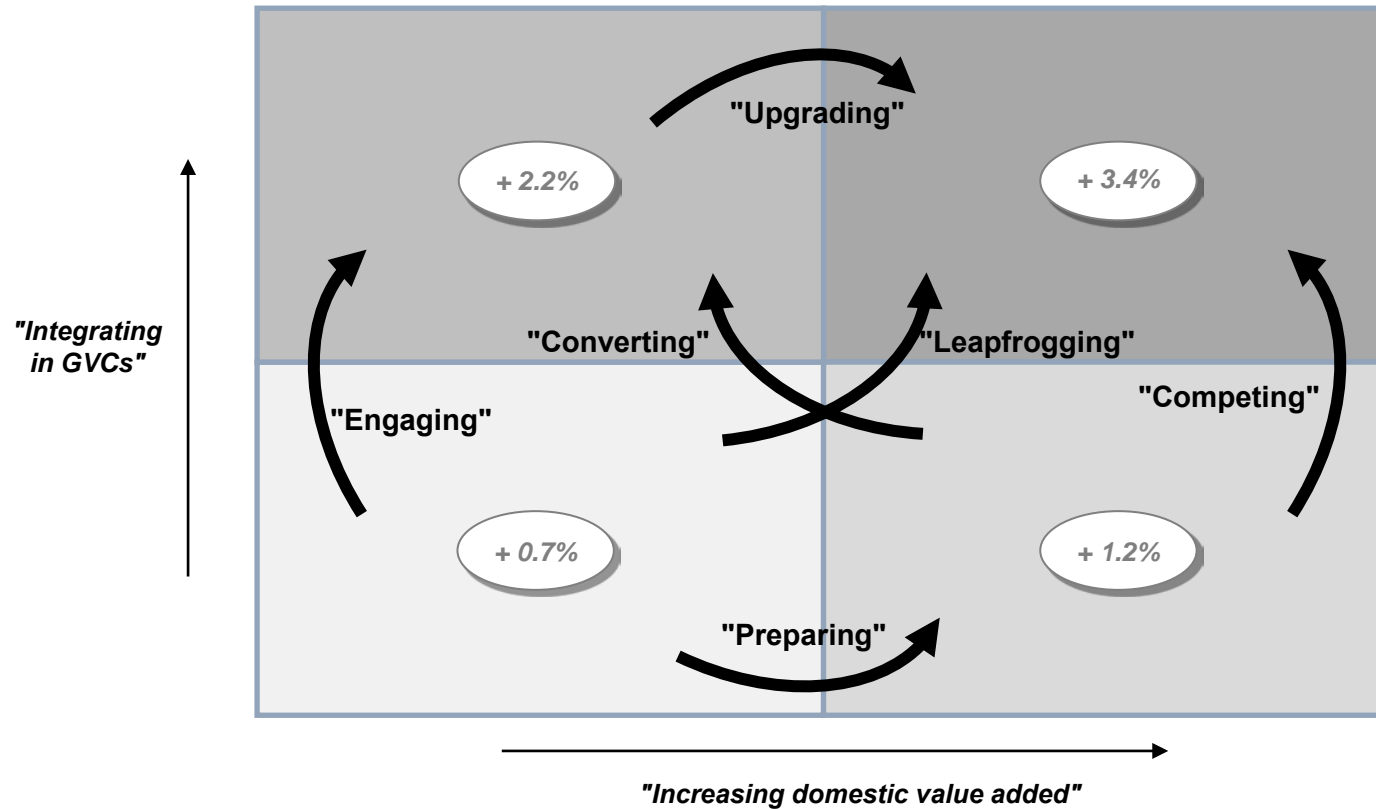 "Upgrading"
+ 2.2%
+ 3.4%
"Integrating
in GVCs"
"Converting"
"Leapfrogging"
"Engaging"
"Competing"
+ 0.7%
+ 1.2%
"Preparing"
"Increasing domestic value added"